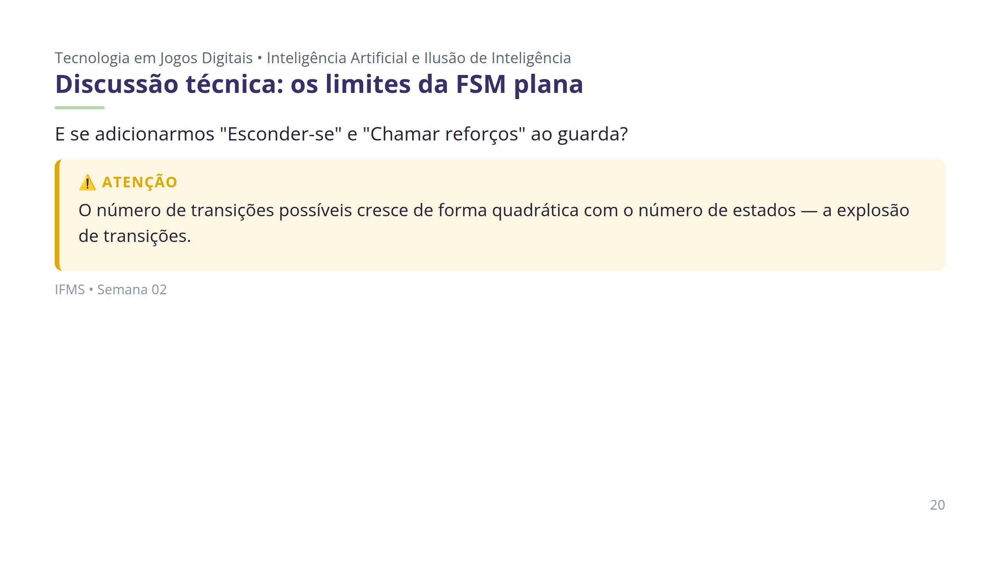 Tecnologia em Jogos Digitais • Inteligência Artificial e Ilusão de Inteligência
Discussão técnica: os limites da FSM plana
E se adicionarmos "Esconder-se" e "Chamar reforços" ao guarda?
⚠️ ATENÇÃO
O número de transições possíveis cresce de forma quadrática com o número de estados — a explosão
de transições.
IFMS • Semana 02
20